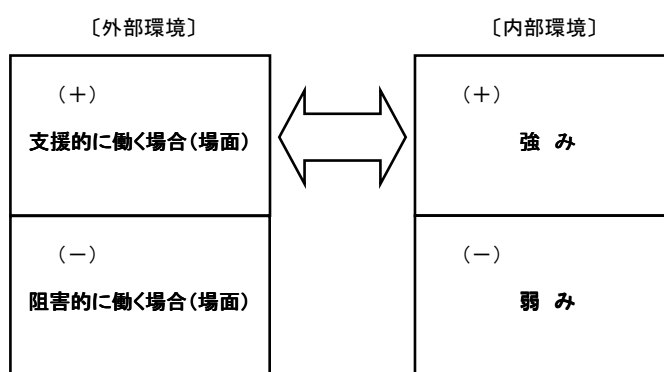 〔外部環境〕
〔内部環境〕
(+)
支援的に働く場合(場面)
(+)
強 み
(-)
阻害的に働く場合(場面)
(-)
弱 み